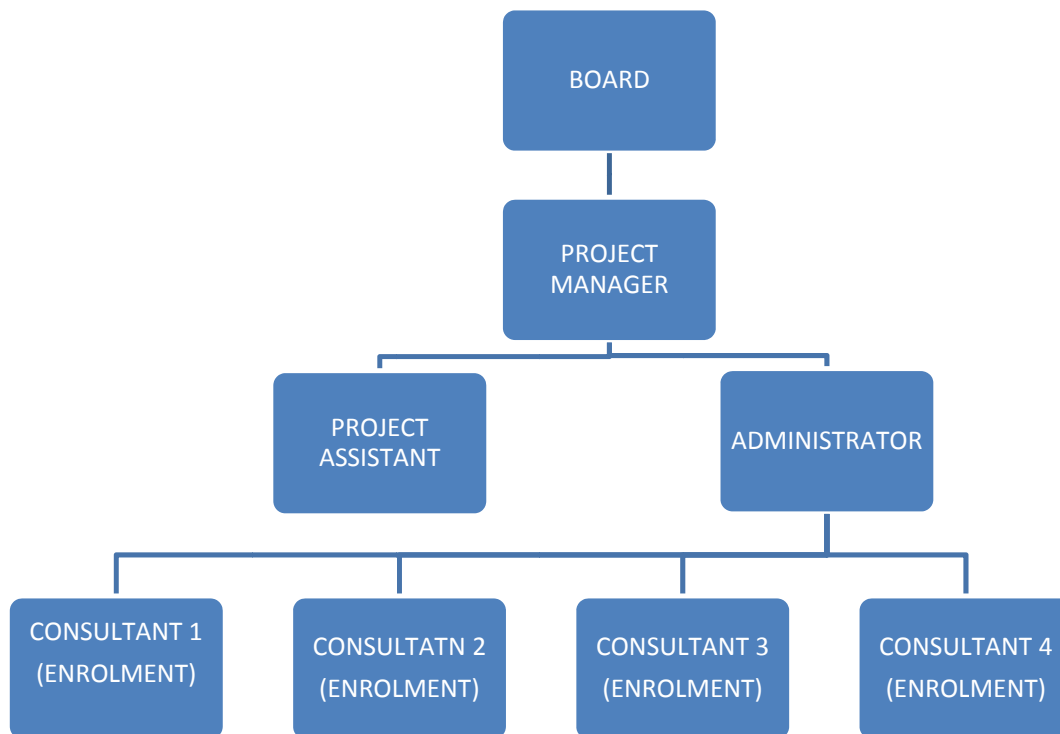 BOARD
PROJECT
MANAGER
PROJECT
ASSISTANT
ADMINISTRATOR
CONSULTANT 1
(ENROLMENT)
CONSULTATN 2
(ENROLMENT)
CONSULTANT 3
(ENROLMENT)
CONSULTANT 4
(ENROLMENT)